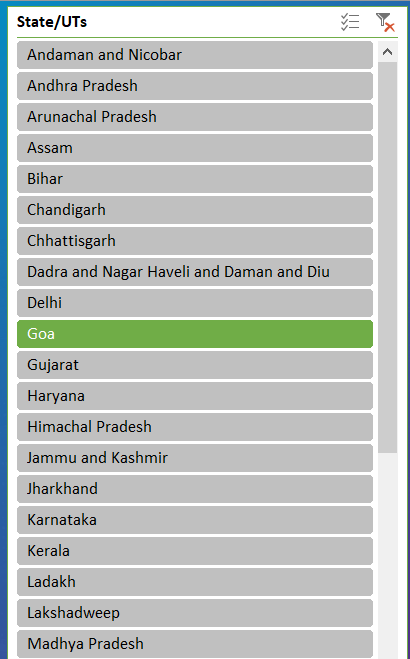 State/UTs
Andaman and Nicobar
Andhra Pradesh
Arunachal Pradesh
Assam
Bihar
Chandigarh
Chhattisgarh
Dadra and Nagar Haveli and Daman and Diu
Delhi
Goa
Gujarat
Haryana
Himachal Pradesh
Jammu and Kashmir
Jharkhand
Karnataka
Kerala
Ladakh
Lakshadweep
Madhya Pradesh